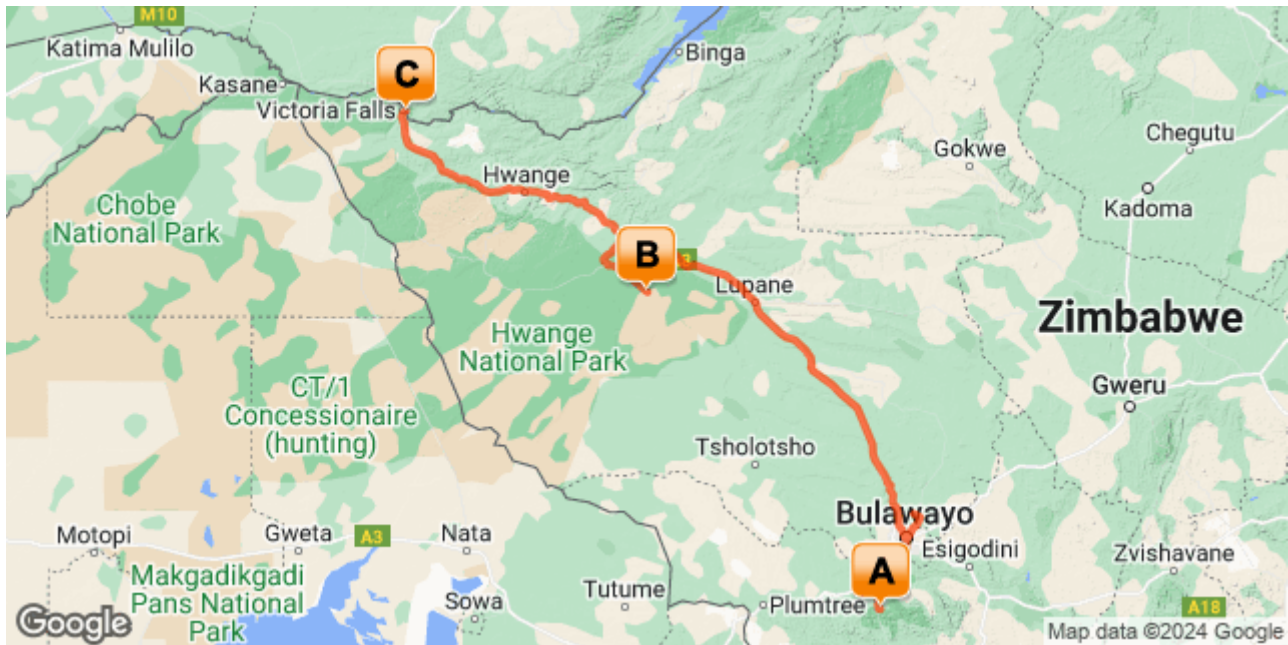 M10
Katima Mulilo
Kasane
C
Victoria Falls
Binga
Chegutu
Gokwe
Kadoma
Hwange
Chobe
National Park
B
3
Lupane
Hwange
National Park
Zimbabwe
CT/1
Concessionaire
(hunting)
Gweru
Tsholotsho
Bulawayo
Motopi
Gweta
A3
Nata
Esigodini
Zvishavane
A
Makgadikgadi
Pans National
Park
Sowa
Tutume
Plumtree
A18
Google
Map data ©2024 Google